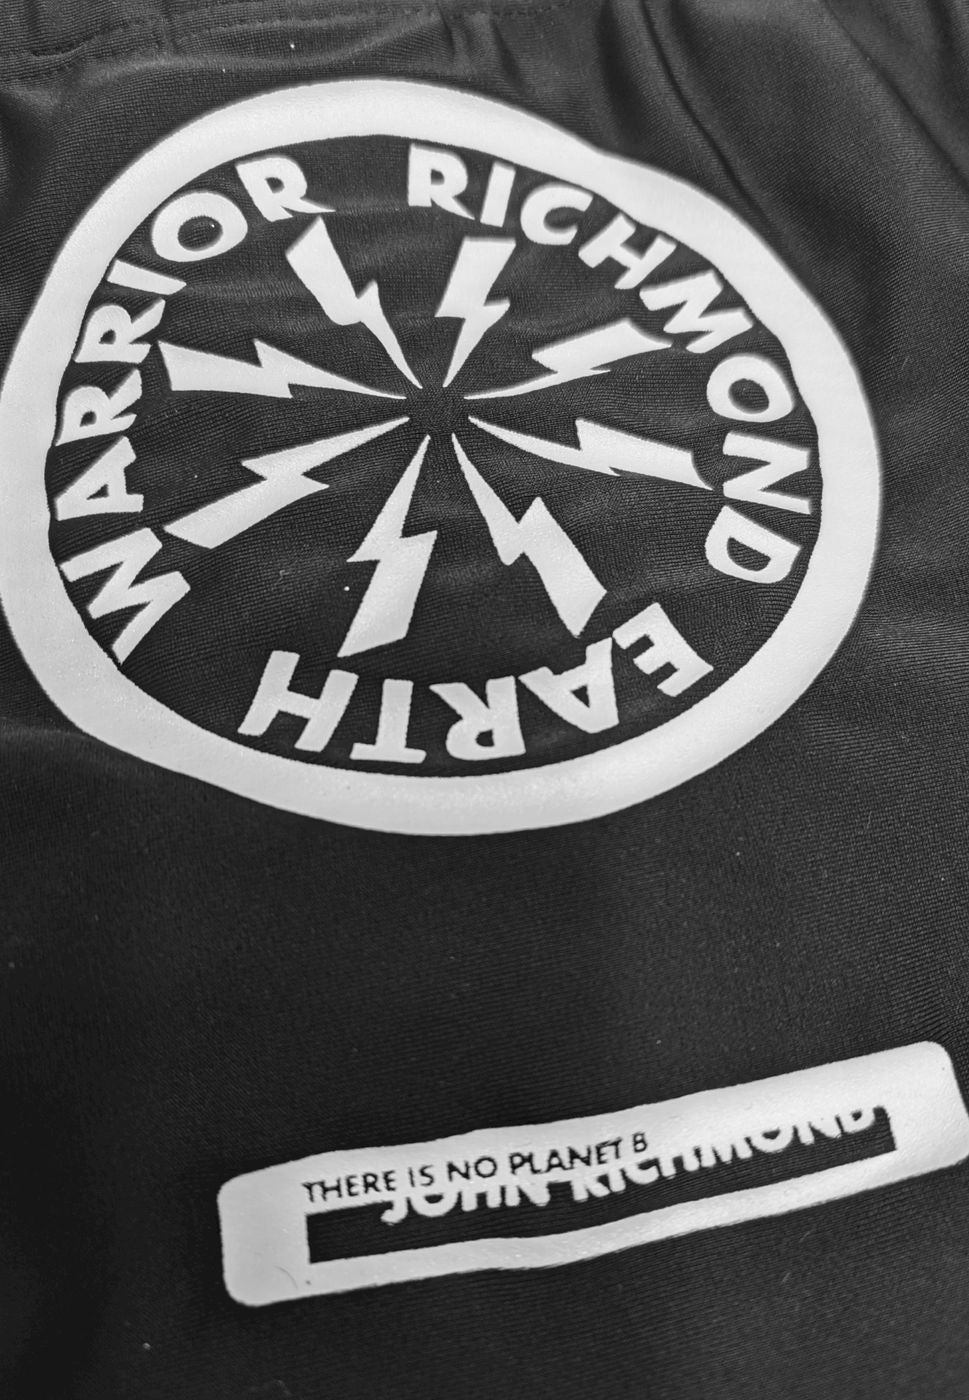 WARRIOR RICHMOND EARTH
THERE IS NO PLANET B
JOHN RICHMOND